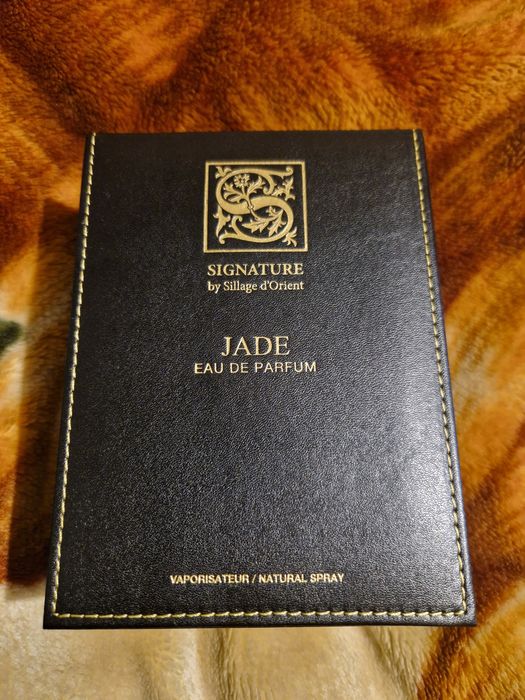 SIGNATURE
by Sillage d'Orient
JADE
EAU DE PARFUM
VAPORISATEUR / NATURAL SPRAY